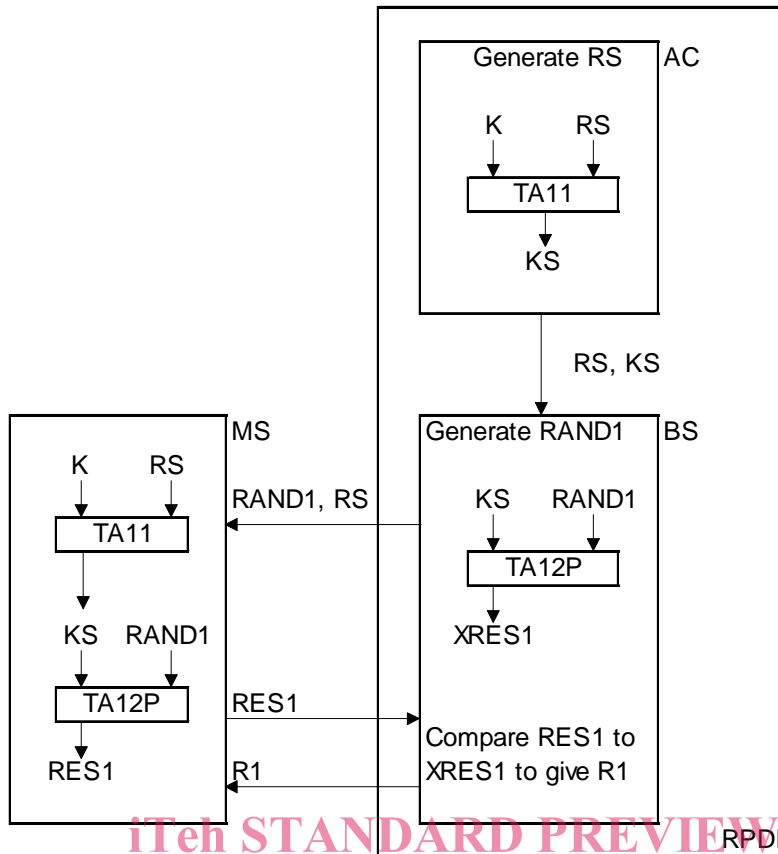 Generate RS AC
K RS
TA11
KS
RS, KS
MS
K RS
TA11
KS RAND1
TA12P
RES1
RAND1, RS
RES1
R1
Generate RAND1 BS
KS RAND1
TA12P
XRES1
Compare RES1 to
XRES1 to give R1
iTeh STANDARD PREVIEW